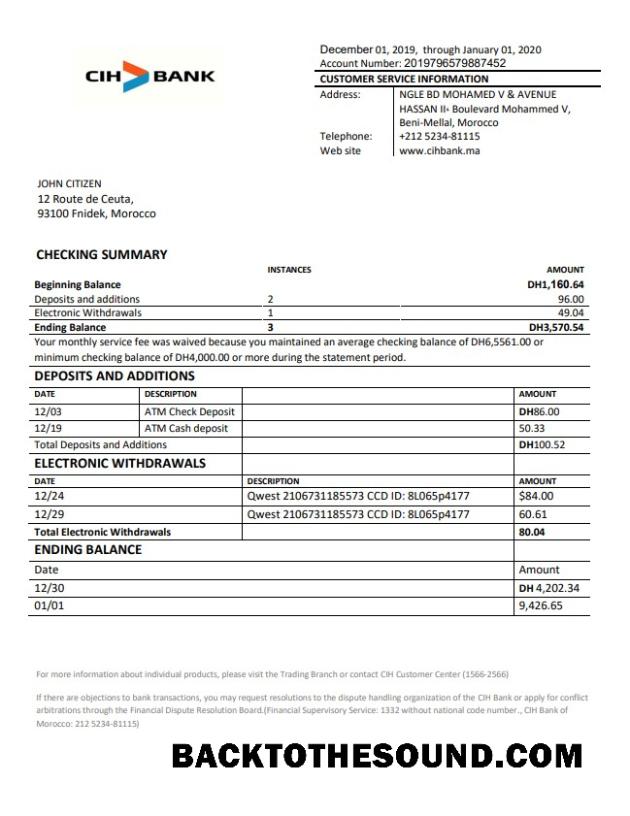 CIH BANK
December 01, 2019, through January 01, 2020
Account Number: 2019796579887452
CUSTOMER SERVICE INFORMATION
Address: NGLE BD MOHAMED V & AVENUE
HASSAN II- Boulevard Mohammed V,
Beni-Mellal, Morocco
Telephone: +212 5234-81115
Web site www.cihbank.ma
JOHN CITIZEN
12 Route de Ceuta,
93100 Fnidek, Morocco
CHECKING SUMMARY
INSTANCES AMOUNT
Beginning Balance DH1,160.64
Deposits and additions 2 96.00
Electronic Withdrawals 1 49.04
Ending Balance 3 DH3,570.54
Your monthly service fee was waived because you maintained an average checking balance of DH6,5561.00 or
minimum checking balance of DH4,000.00 or more during the statement period.
DEPOSITS AND ADDITIONS
DATE DESCRIPTION AMOUNT
12/03 ATM Check Deposit DH86.00
12/19 ATM Cash deposit 50.33
Total Deposits and Additions DH100.52
ELECTRONIC WITHDRAWALS
DATE DESCRIPTION AMOUNT
12/24 Qwest 2106731185573 CCD ID: 8L065p4177 $84.00
12/29 Qwest 2106731185573 CCD ID: 8L065p4177 60.61
Total Electronic Withdrawals 80.04
ENDING BALANCE
Date Amount
12/30 DH 4,202.34
01/01 9,426.65
For more information about individual products, please visit the Trading Branch or contact CIH Customer Center (1566-2566)
If there are objections to bank transactions, you may request resolutions to the dispute handling organization of the CIH Bank or apply for conflict
arbitrations through the Financial Dispute Resolution Board.(Financial Supervisory Service: 1332 without national code number., CIH Bank of
Morocco: 212 5234-81115)
BACKTOTHESOUND.COM